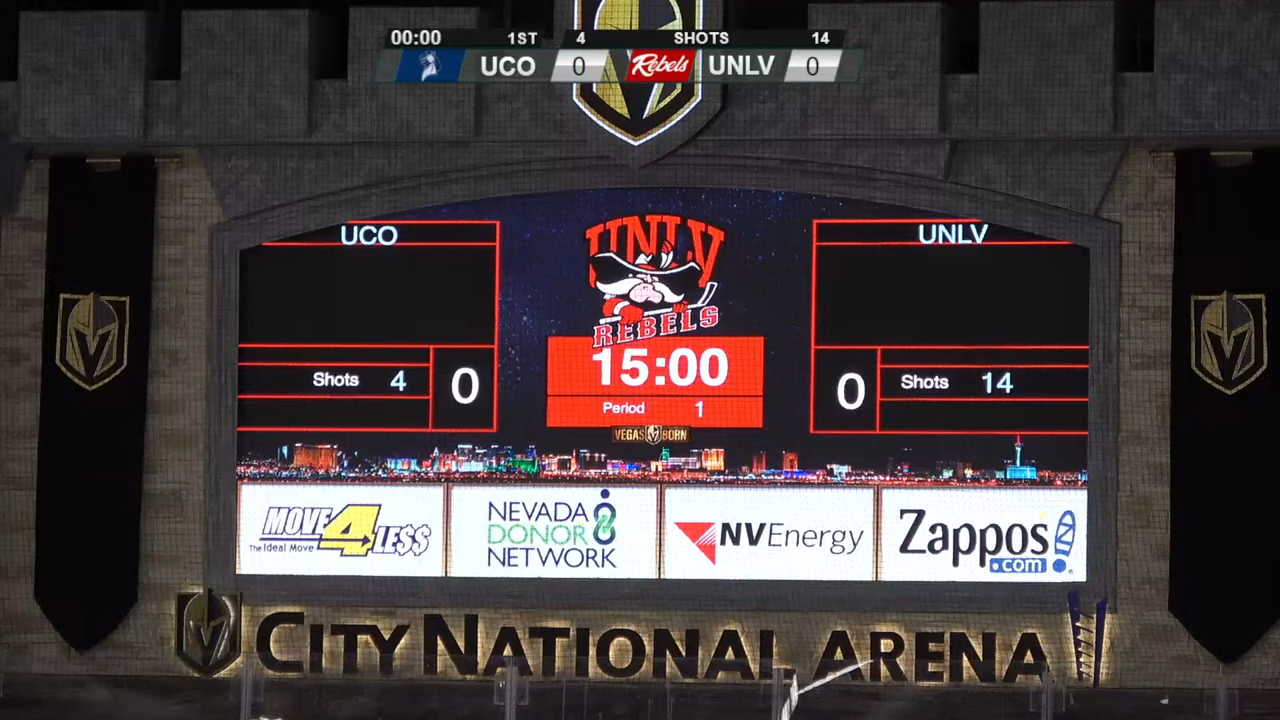 00:00 1ST 4 SHOTS 14
UCO 0 Rebels UNLV 0
UCO
UNLV
UNLV
REBELS
15:00
Shots 4 0
0 Shots 14
Period 1
VEGAS BORN
MOVE 4 LE$$
The Ideal Move
NEVADA
DONOR
NETWORK
NVEnergy
Zappos
.com
CITY NATIONAL ARENA